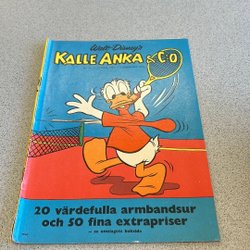 Walt Disney's
KALLE ANKA & C:O
20 värdefulla armbandsur
och 50 fina extrapriser